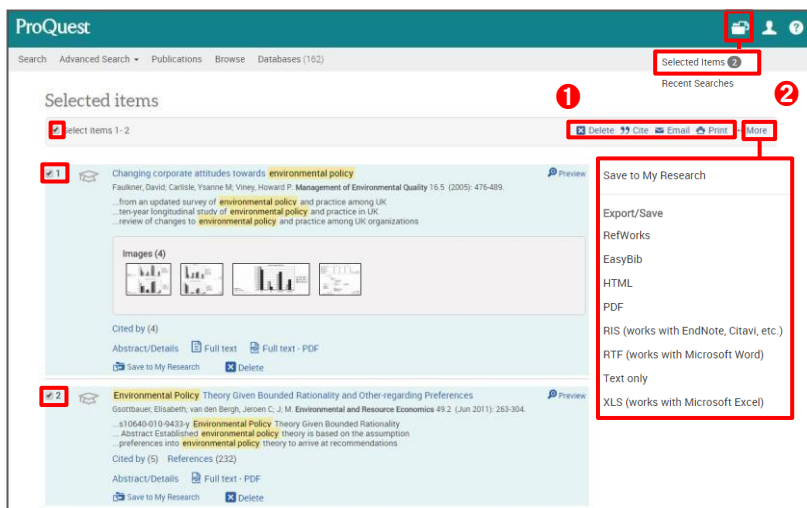 ProQuest
?
Search Advanced Search Publications Browse Databases (162)
Selected Items 2
Recent Searches
Selected items
1
2
Select items 1- 2
Delete Cite Email Print ··· More
1
Changing corporate attitudes towards environmental policy
Preview
Faulkner, David; Carlisle, Ysanne M; Viney, Howard P. Management of Environmental Quality 16.5 (2005): 476-489.
...from an updated survey of environmental policy and practice among UK
...ten-year longitudinal study of environmental policy and practice in UK
...review of changes to environmental policy and practice among UK organizations
Images (4)
Cited by (4)
Abstract/Details Full text Full text - PDF
Save to My Research Delete
2
Environmental Policy Theory Given Bounded Rationality and Other-regarding Preferences
Preview
Gsottbauer, Elisabeth; van den Bergh, Jeroen C; J; M. Environmental and Resource Economics 49.2 (Jun 2011): 263-304.
...s10640-010-9433-y Environmental Policy Theory Given Bounded Rationality
... Abstract Established environmental policy theory is based on the assumption
...preferences into environmental policy theory to arrive at recommendations
Cited by (5) References (232)
Abstract/Details Full text - PDF
Save to My Research Delete
Save to My Research
Export/Save
RefWorks
EasyBib
HTML
PDF
RIS (works with EndNote, Citavi, etc.)
RTF (works with Microsoft Word)
Text only
XLS (works with Microsoft Excel)